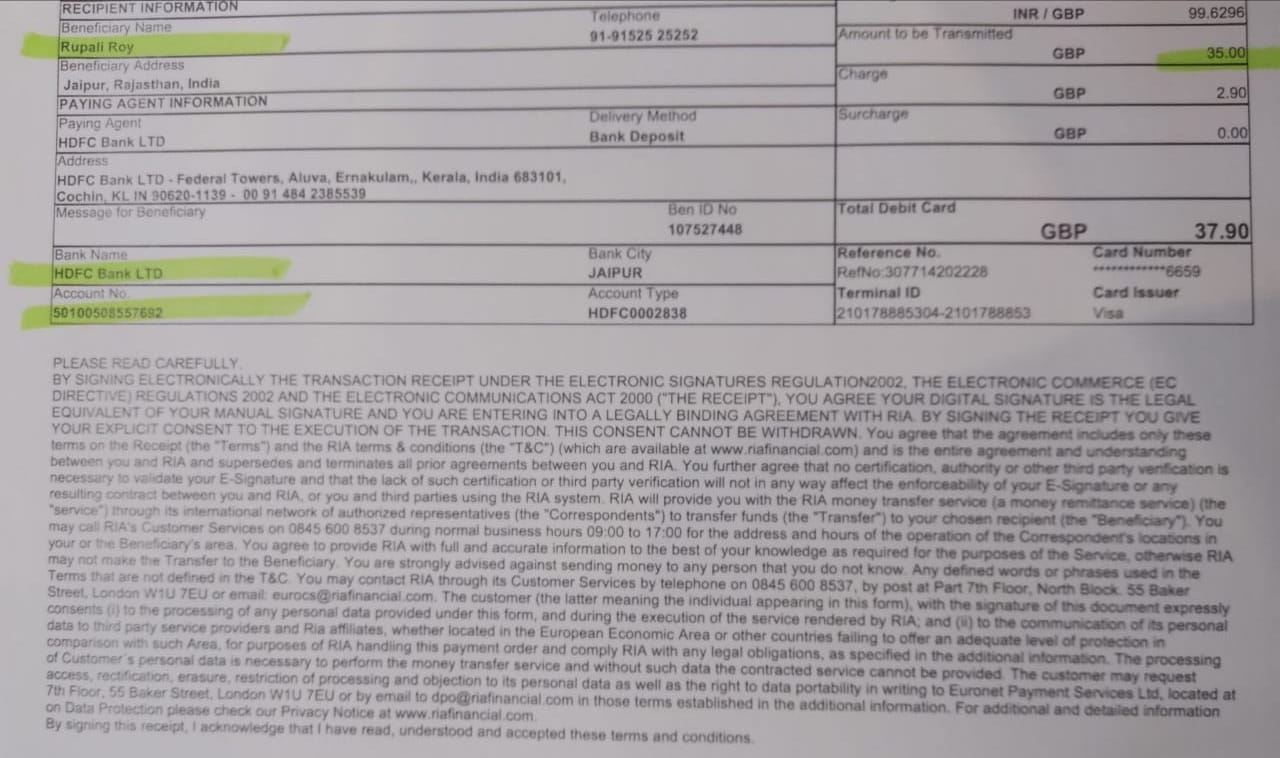 RECIPIENT INFORMATION
Beneficiary Name
Rupali Roy
Telephone
91-91525 25252
Beneficiary Address
Jaipur, Rajasthan, India
PAYING AGENT INFORMATION
Paying Agent
HDFC Bank LTD
Delivery Method
Bank Deposit
Address
HDFC Bank LTD - Federal Towers, Aluva, Ernakulam,, Kerala, India 683101,
Cochin, KL IN 90620-1139 - 00 91 484 2385539
Message for Beneficiary
Ben ID No
107527448
Bank Name
HDFC Bank LTD
Bank City
JAIPUR
Account No.
50100508557692
Account Type
HDFC0002838
INR / GBP 99.6296
Amount to be Transmitted
GBP 35.00
Charge
GBP 2.90
Surcharge
GBP 0.00
Total Debit Card
GBP 37.90
Reference No. Card Number
RefNo:307714202228 ************6659
Terminal ID Card Issuer
210178885304-2101788853 Visa
PLEASE READ CAREFULLY.
BY SIGNING ELECTRONICALLY THE TRANSACTION RECEIPT UNDER THE ELECTRONIC SIGNATURES REGULATION2002, THE ELECTRONIC COMMERCE (EC
DIRECTIVE) REGULATIONS 2002 AND THE ELECTRONIC COMMUNICATIONS ACT 2000 ("THE RECEIPT"), YOU AGREE YOUR DIGITAL SIGNATURE IS THE LEGAL
EQUIVALENT OF YOUR MANUAL SIGNATURE AND YOU ARE ENTERING INTO A LEGALLY BINDING AGREEMENT WITH RIA. BY SIGNING THE RECEIPT YOU GIVE
YOUR EXPLICIT CONSENT TO THE EXECUTION OF THE TRANSACTION. THIS CONSENT CANNOT BE WITHDRAWN. You agree that the agreement includes only these
terms on the Receipt (the "Terms") and the RIA terms & conditions (the "T&C") (which are available at www.riafinancial.com) and is the entire agreement and understanding
between you and RIA and supersedes and terminates all prior agreements between you and RIA. You further agree that no certification, authority or other third party verification is
necessary to validate your E-Signature and that the lack of such certification or third party verification will not in any way affect the enforceability of your E-Signature or any
resulting contract between you and RIA, or you and third parties using the RIA system. RIA will provide you with the RIA money transfer service (a money remittance service) (the
"service") through its international network of authorized representatives (the "Correspondents") to transfer funds (the "Transfer") to your chosen recipient (the "Beneficiary"). You
may call RIA's Customer Services on 0845 600 8537 during normal business hours 09:00 to 17:00 for the address and hours of the operation of the Correspondent's locations in
your or the Beneficiary's area. You agree to provide RIA with full and accurate information to the best of your knowledge as required for the purposes of the Service, otherwise RIA
may not make the Transfer to the Beneficiary. You are strongly advised against sending money to any person that you do not know. Any defined words or phrases used in the
Terms that are not defined in the T&C. You may contact RIA through its Customer Services by telephone on 0845 600 8537, by post at Part 7th Floor, North Block. 55 Baker
Street, London W1U 7EU or email: eurocs@riafinancial.com. The customer (the latter meaning the individual appearing in this form), with the signature of this document expressly
consents (i) to the processing of any personal data provided under this form, and during the execution of the service rendered by RIA; and (ii) to the communication of its personal
data to third party service providers and Ria affiliates, whether located in the European Economic Area or other countries failing to offer an adequate level of protection in
comparison with such Area, for purposes of RIA handling this payment order and comply RIA with any legal obligations, as specified in the additional information. The processing
of Customer's personal data is necessary to perform the money transfer service and without such data the contracted service cannot be provided. The customer may request
access, rectification, erasure, restriction of processing and objection to its personal data as well as the right to data portability in writing to Euronet Payment Services Ltd, located at
7th Floor, 55 Baker Street, London W1U 7EU or by email to dpo@riafinancial.com in those terms established in the additional information. For additional and detailed information
on Data Protection please check our Privacy Notice at www.riafinancial.com.
By signing this receipt, I acknowledge that I have read, understood and accepted these terms and conditions.